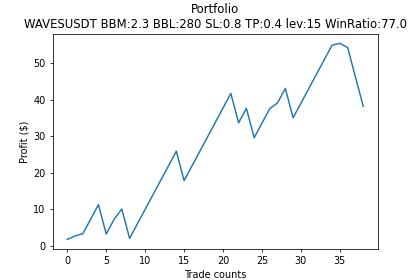 Portfolio
WAVESUSDT BBM:2.3 BBL:280 SL:0.8 TP:0.4 lev:15 WinRatio:77.0
50
40
30
20
10
0
Profit ($)
0 5 10 15 20 25 30 35
Trade counts